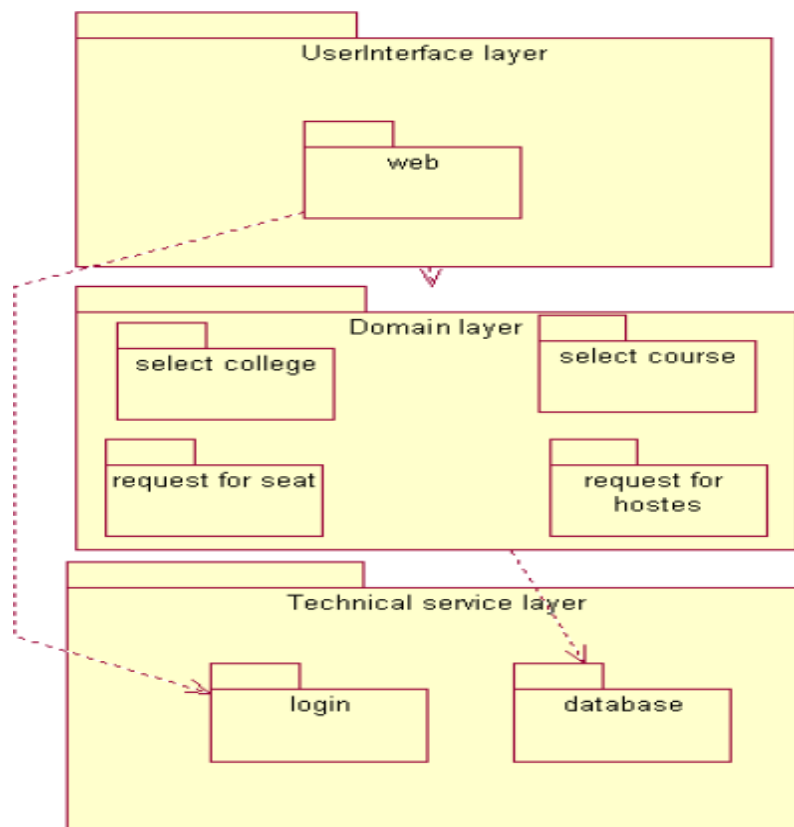 UserInterface layer
web
Domain layer
select college
select course
request for seat
request for
hostes
Technical service layer
login
database